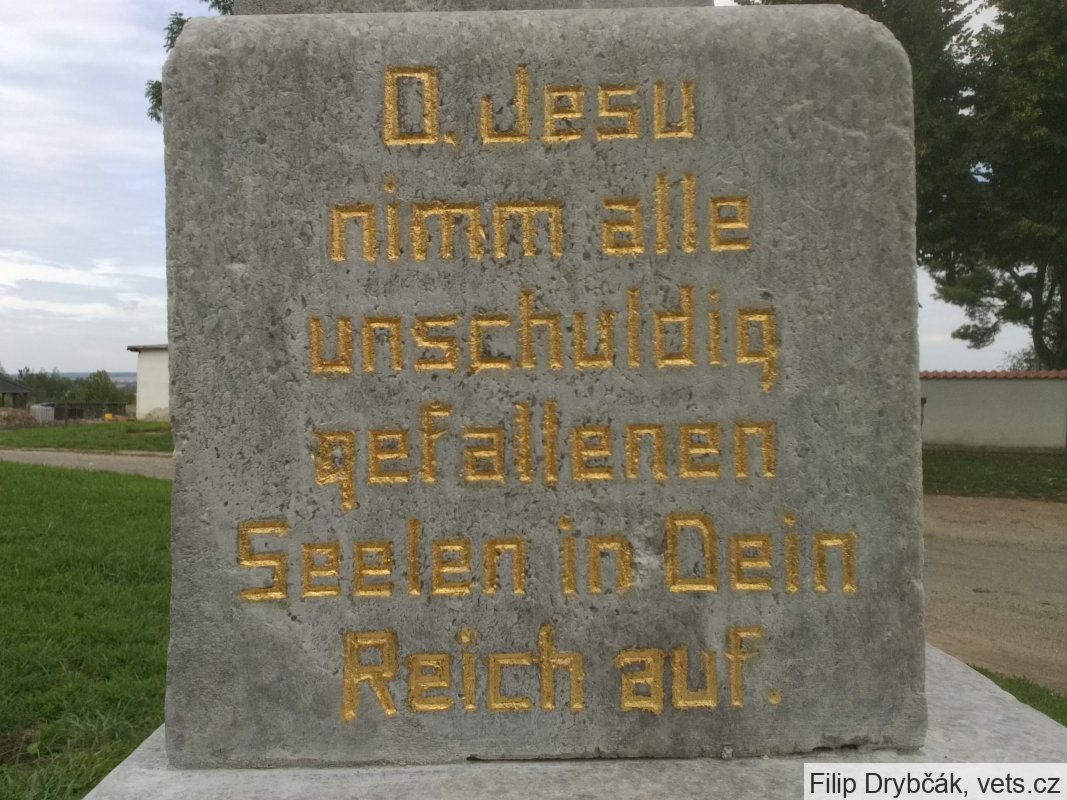 O. Jesu
nimm alle
unschuldig
gefallenen
Seelen in Dein
Reich auf.
Filip Drybčák, vets.cz